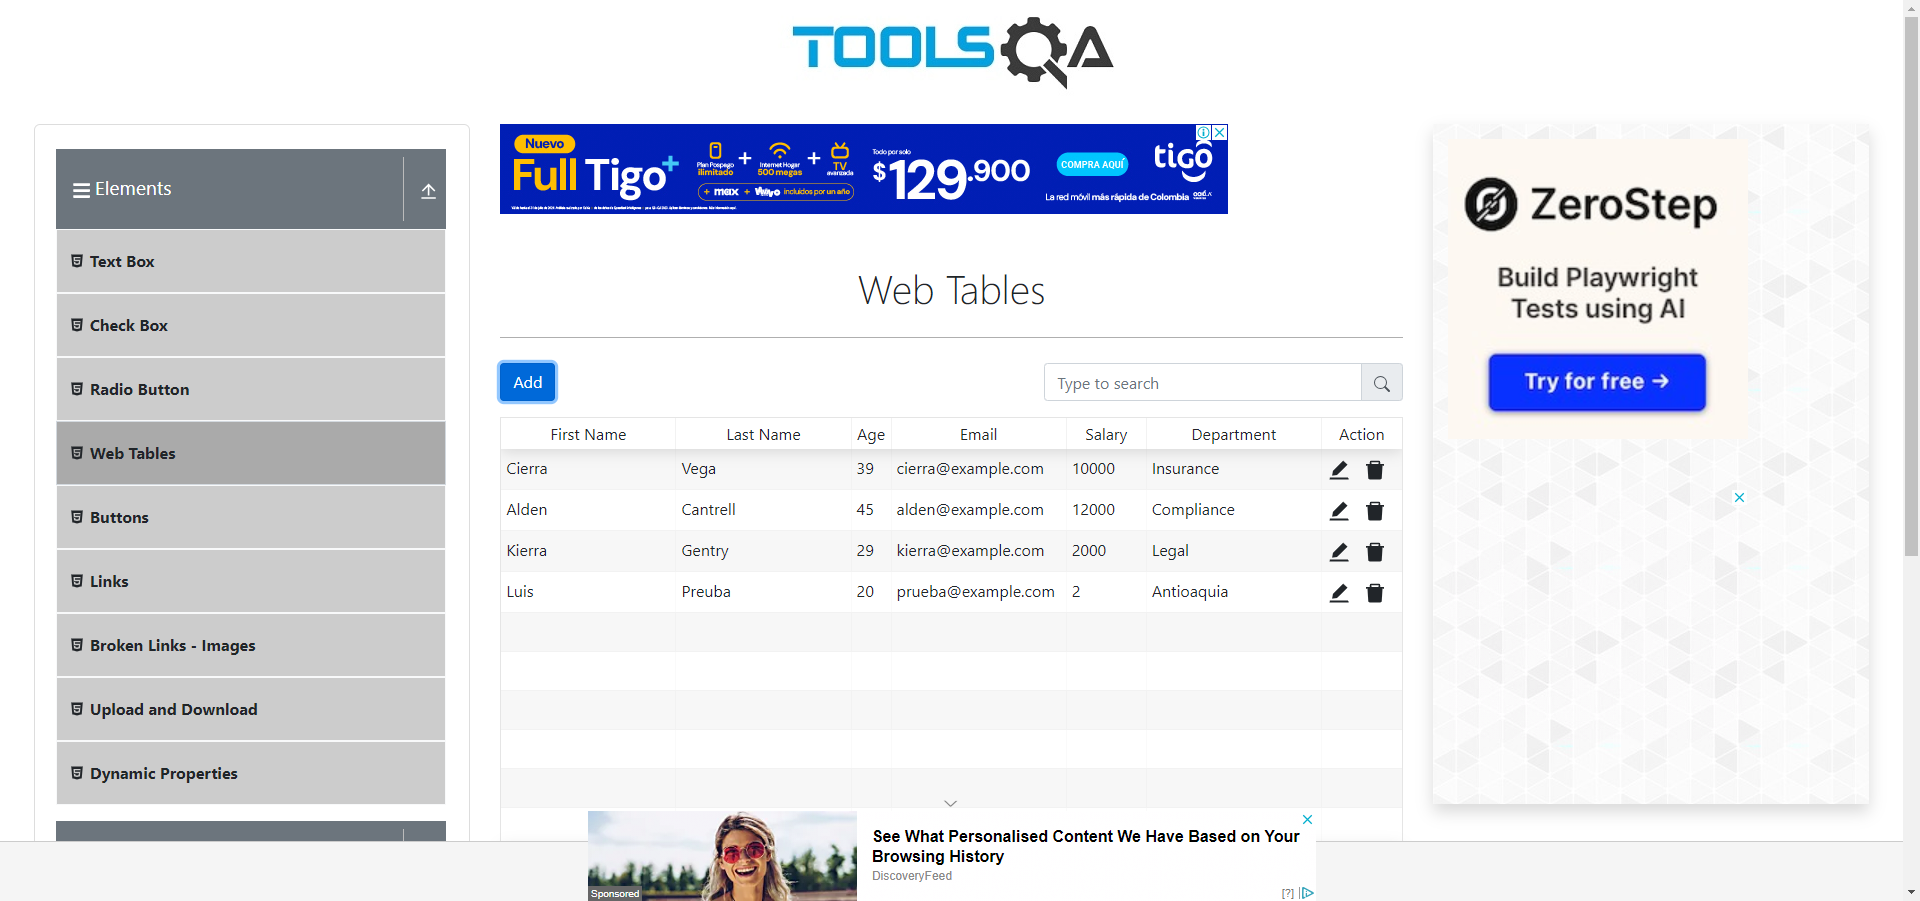 TOOLSQA
Elements
Text Box
Check Box
Radio Button
Web Tables
Buttons
Links
Broken Links - Images
Upload and Download
Dynamic Properties
Nuevo
Full Tigo+
Plan Pospago
ilimitado
+
Internet Hogar
500 megas
+
TV
avanzada
+ max + incluidos por un año
Todo por solo
$129.900
COMPRA AQUÍ
tigo
La red móvil más rápida de Colombia
Web Tables
Add
Type to search
First Name Last Name Age Email Salary Department Action
Cierra Vega 39 cierra@example.com 10000 Insurance
Alden Cantrell 45 alden@example.com 12000 Compliance
Kierra Gentry 29 kierra@example.com 2000 Legal
Luis Preuba 20 prueba@example.com 2 Antioaquia
ZeroStep
Build Playwright
Tests using AI
Try for free →
Sponsored
See What Personalised Content We Have Based on Your
Browsing History
DiscoveryFeed
[?]